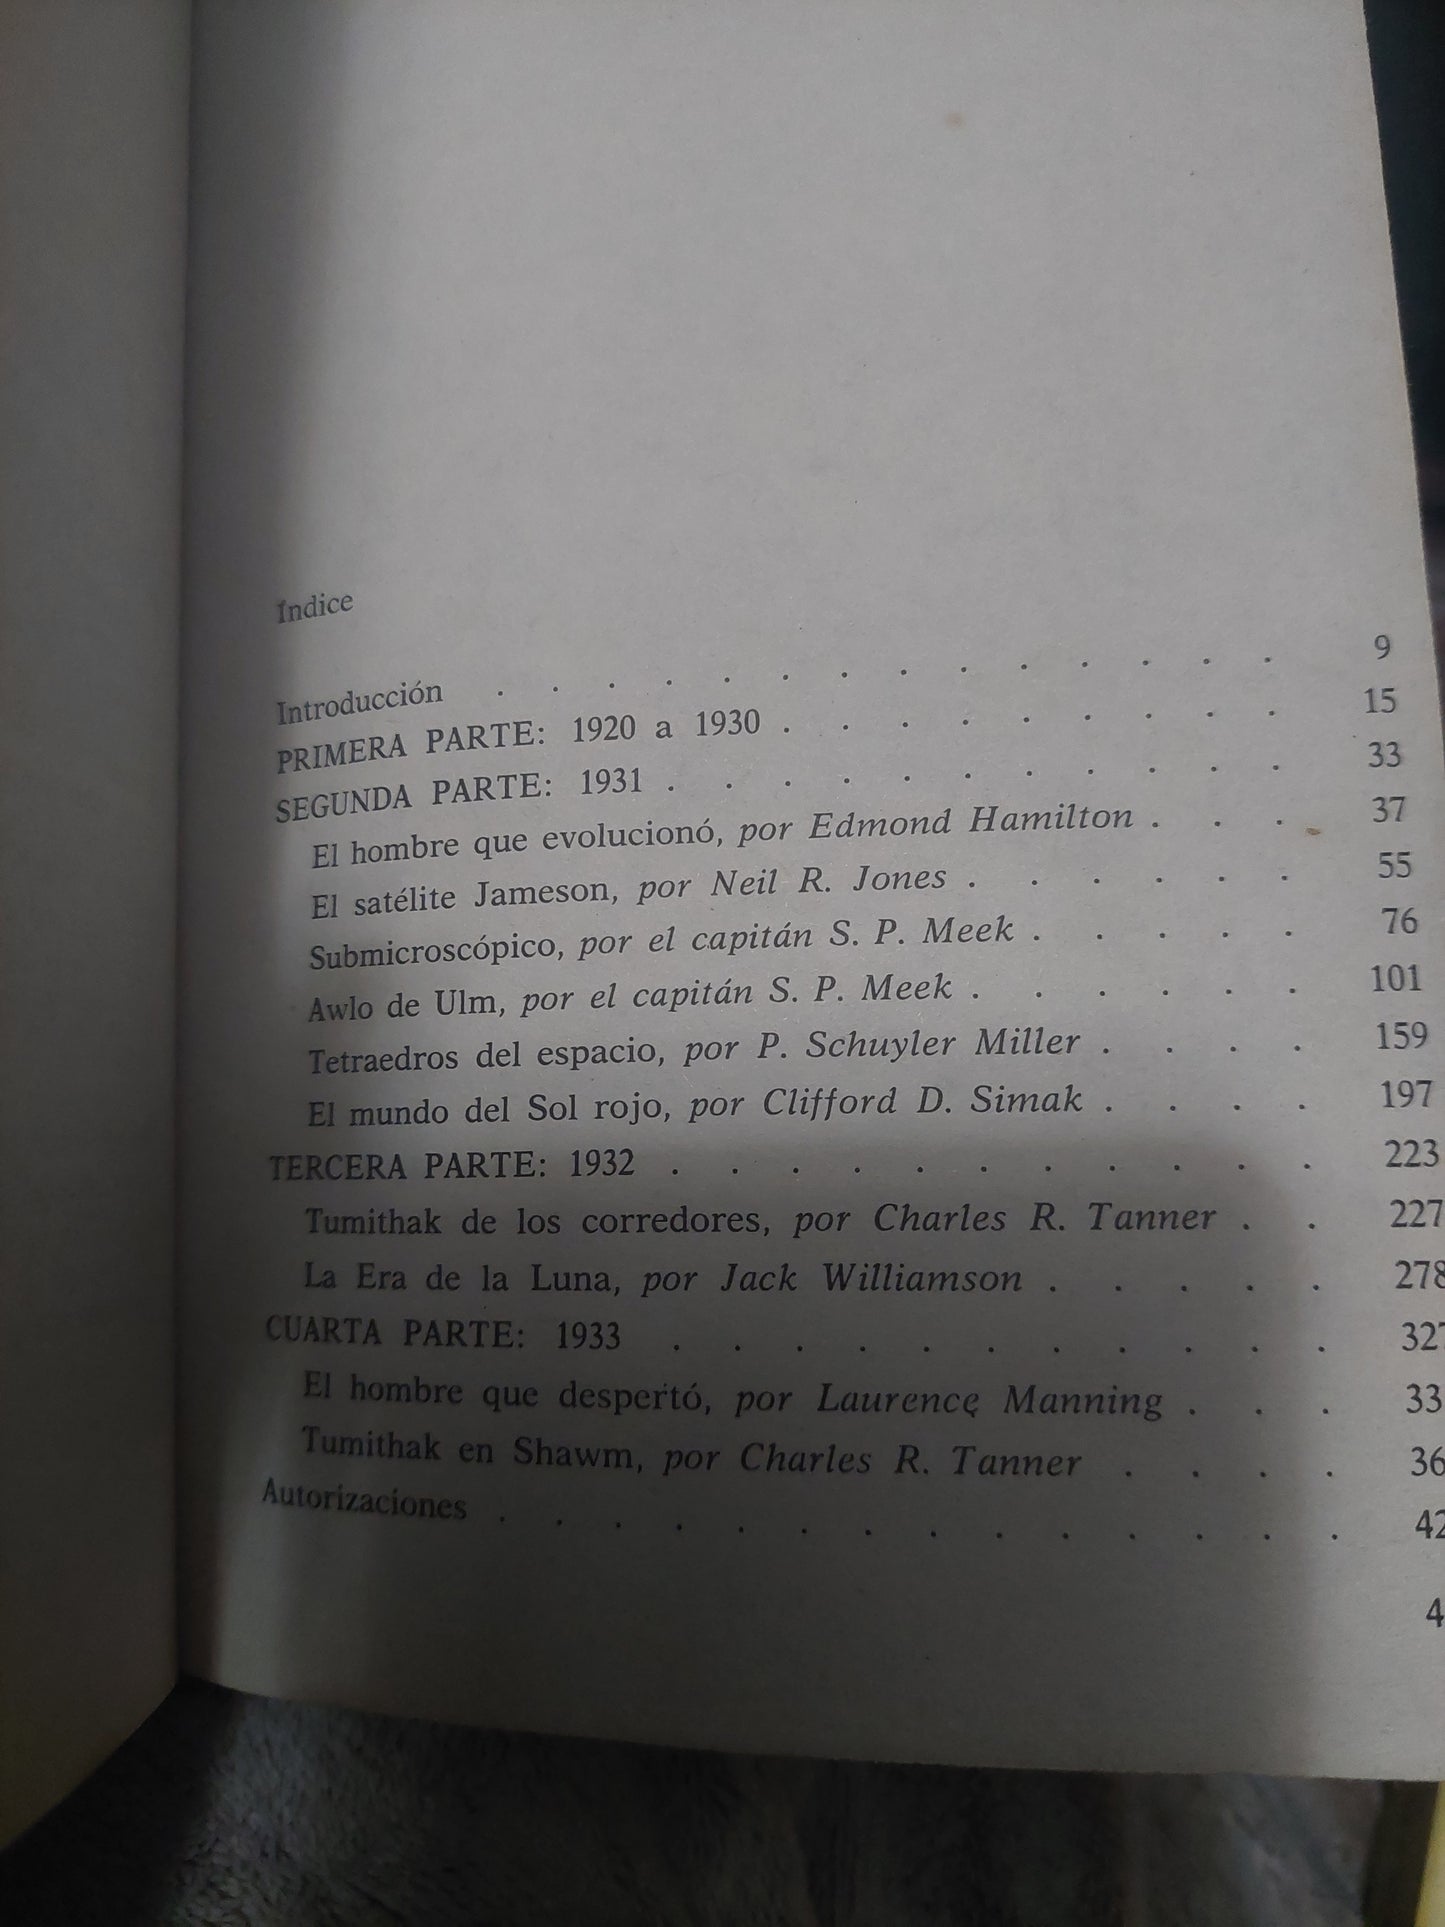 Índice
Introducción . . . . . . . . . . . . . . 9
PRIMERA PARTE: 1920 a 1930 . . . . . . . . . 15
SEGUNDA PARTE: 1931 . . . . . . . . . . . 33
El hombre que evolucionó, por Edmond Hamilton . . . 37
El satélite Jameson, por Neil R. Jones . . . . . . 55
Submicroscópico, por el capitán S. P. Meek . . . . . 76
Awlo de Ulm, por el capitán S. P. Meek . . . . . . 101
Tetraedros del espacio, por P. Schuyler Miller . . . . 159
El mundo del Sol rojo, por Clifford D. Simak . . . . 197
TERCERA PARTE: 1932 . . . . . . . . . . . 223
Tumithak de los corredores, por Charles R. Tanner . . 227
La Era de la Luna, por Jack Williamson . . . . . 278
CUARTA PARTE: 1933 . . . . . . . . . . . 327
El hombre que despertó, por Laurence Manning . . . 33
Tumithak en Shawm, por Charles R. Tanner . . . . 36
Autorizaciones . . . . . . . . . . . . . . 42
4